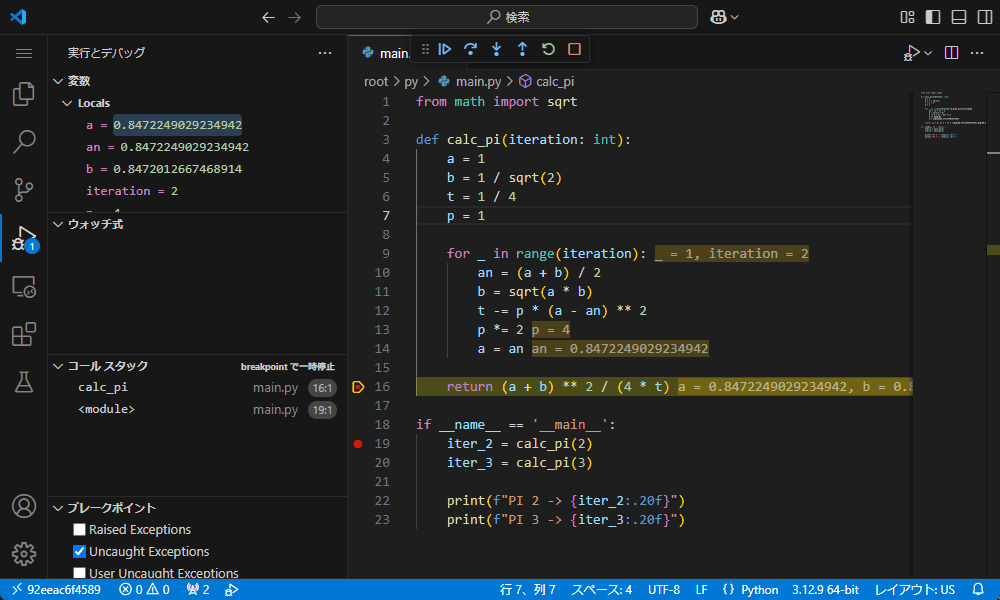 検索
実行とデバッグ
変数
Locals
a = 0.8472249029234942
an = 0.8472249029234942
b = 0.8472012667468914
iteration = 2
ウォッチ式
コール スタック breakpoint で一時停止
calc_pi main.py 16:1
<module> main.py 19:1
ブレークポイント
Raised Exceptions
Uncaught Exceptions
User Uncaught Exceptions
main.
root > py > main.py > calc_pi
1 from math import sqrt
2
3 def calc_pi(iteration: int):
4 a = 1
5 b = 1 / sqrt(2)
6 t = 1 / 4
7 p = 1
8
9 for _ in range(iteration): _ = 1, iteration = 2
10 an = (a + b) / 2
11 b = sqrt(a * b)
12 t -= p * (a - an) ** 2
13 p *= 2 p = 4
14 a = an an = 0.8472249029234942
15
16 return (a + b) ** 2 / (4 * t) a = 0.8472249029234942, b = 0.8
17
18 if __name__ == '__main__':
19 iter_2 = calc_pi(2)
20 iter_3 = calc_pi(3)
21
22 print(f"PI 2 -> {iter_2:.20f}")
23 print(f"PI 3 -> {iter_3:.20f}")
1
92eeac6f4589 0 0 2 行 7、列 7 スペース: 4 UTF-8 LF {} Python 3.12.9 64-bit レイアウト: US